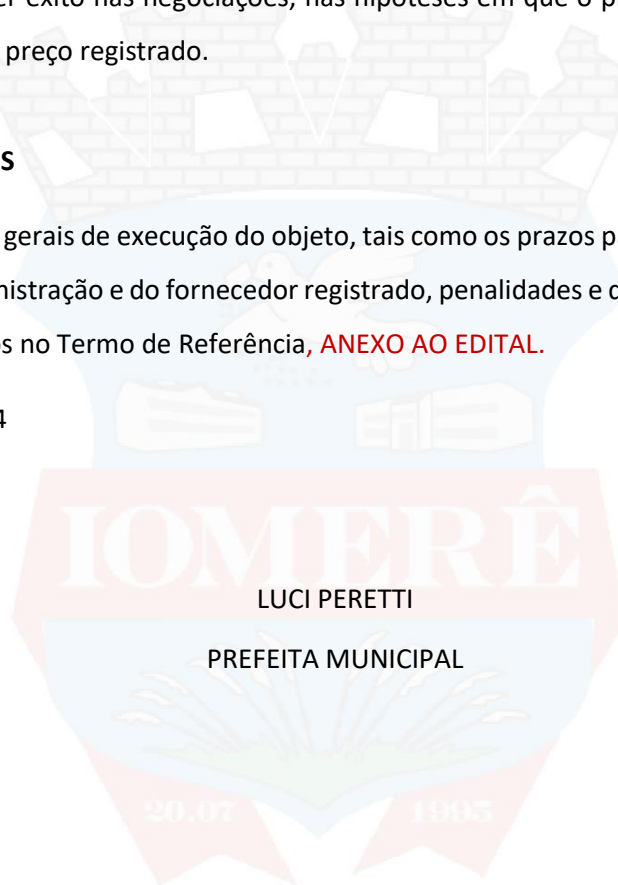 er êxito nas negociações, nas hipóteses em que o p
preço registrado.
S
gerais de execução do objeto, tais como os prazos p
nistração e do fornecedor registrado, penalidades e
os no Termo de Referência, ANEXO AO EDITAL.
4
IOMERÊ
LUCI PERETTI
PREFEITA MUNICIPAL
20.07 1995